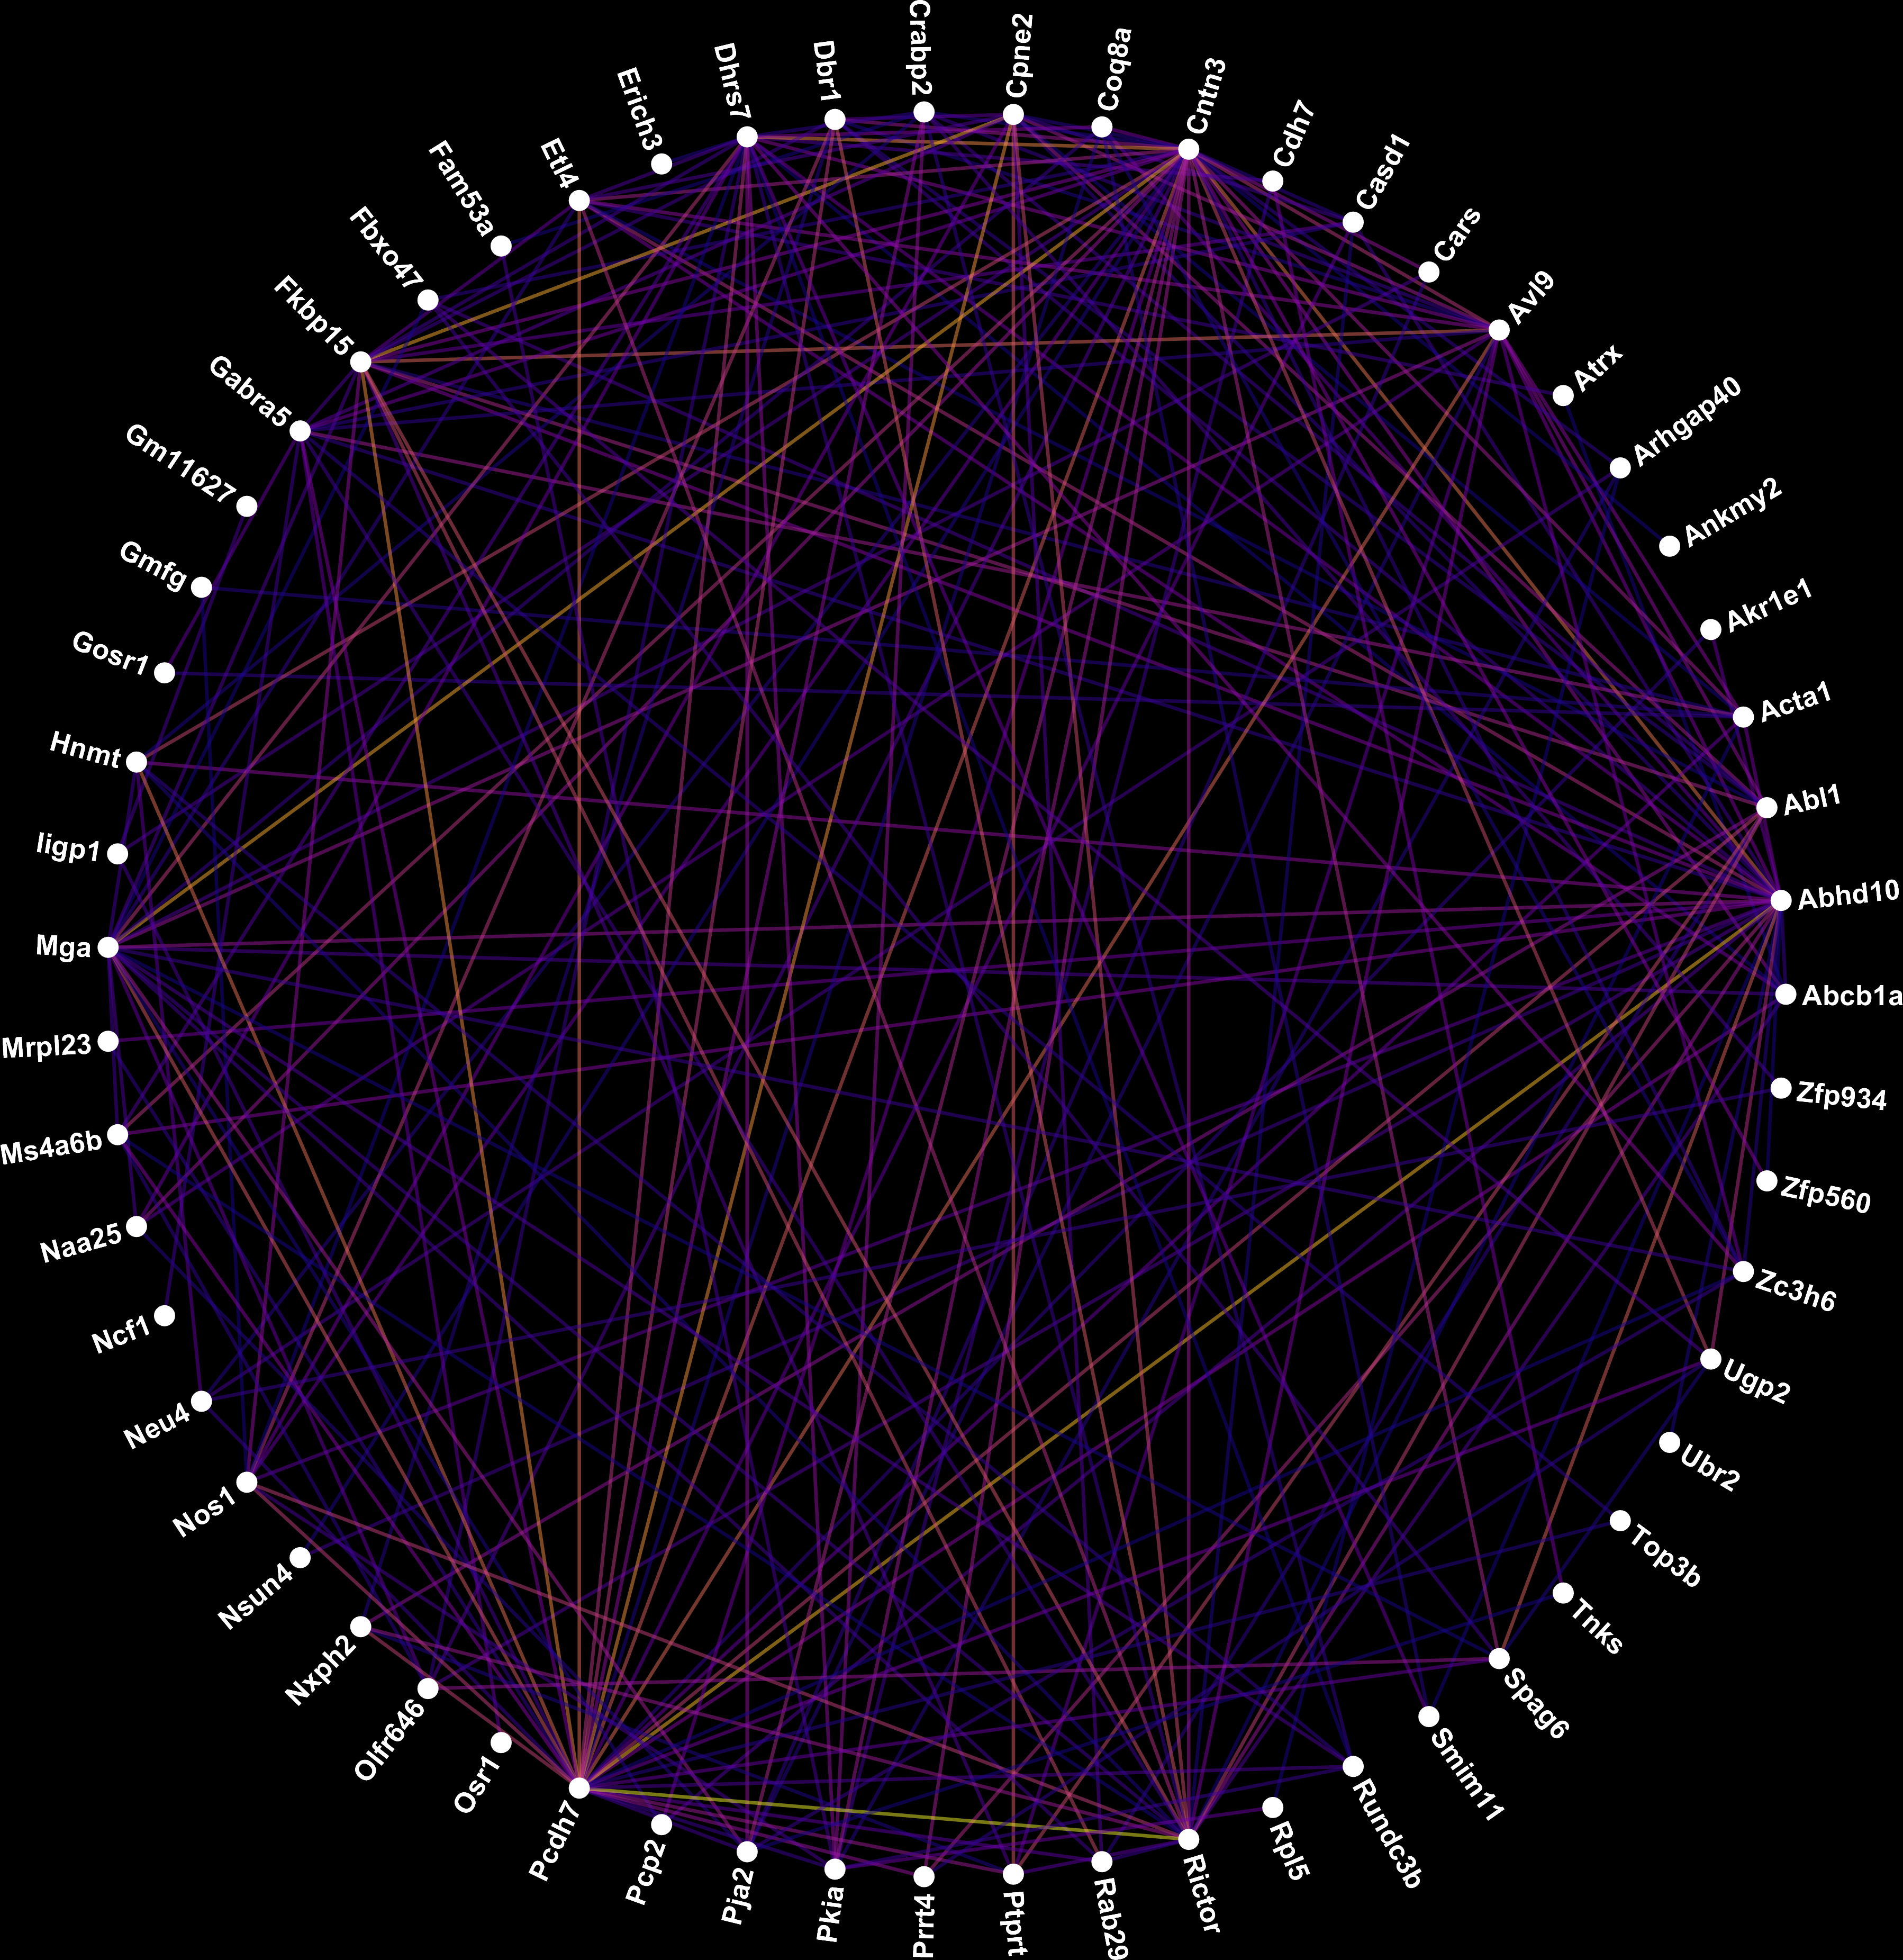 Crabp2
Cpne2
Coq8a
Cntn3
Cdh7
Casd1
Cars
Avl9
Atrx
Arhgap40
Ankmy2
Akr1e1
Acta1
Abl1
Abhd10
Abcb1a
Zfp934
Zfp560
Zc3h6
Ugp2
Ubr2
Top3b
Tnks
Spag6
Smim11
Rundc3b
Rpl5
Rictor
Rab29
Ptprt
Prrt4
Pkia
Pja2
Pcp2
Pcdh7
Osr1
Olfr646
Nxph2
Nsun4
Nos1
Neu4
Ncf1
Naa25
Ms4a6b
Mrpl23
Mga
Iigp1
Hnmt
Gosr1
Gmfg
Gm11627
Gabra5
Fkbp15
Fbxo47
Fam53a
Etl4
Erich3
Dhrs7
Dbr1